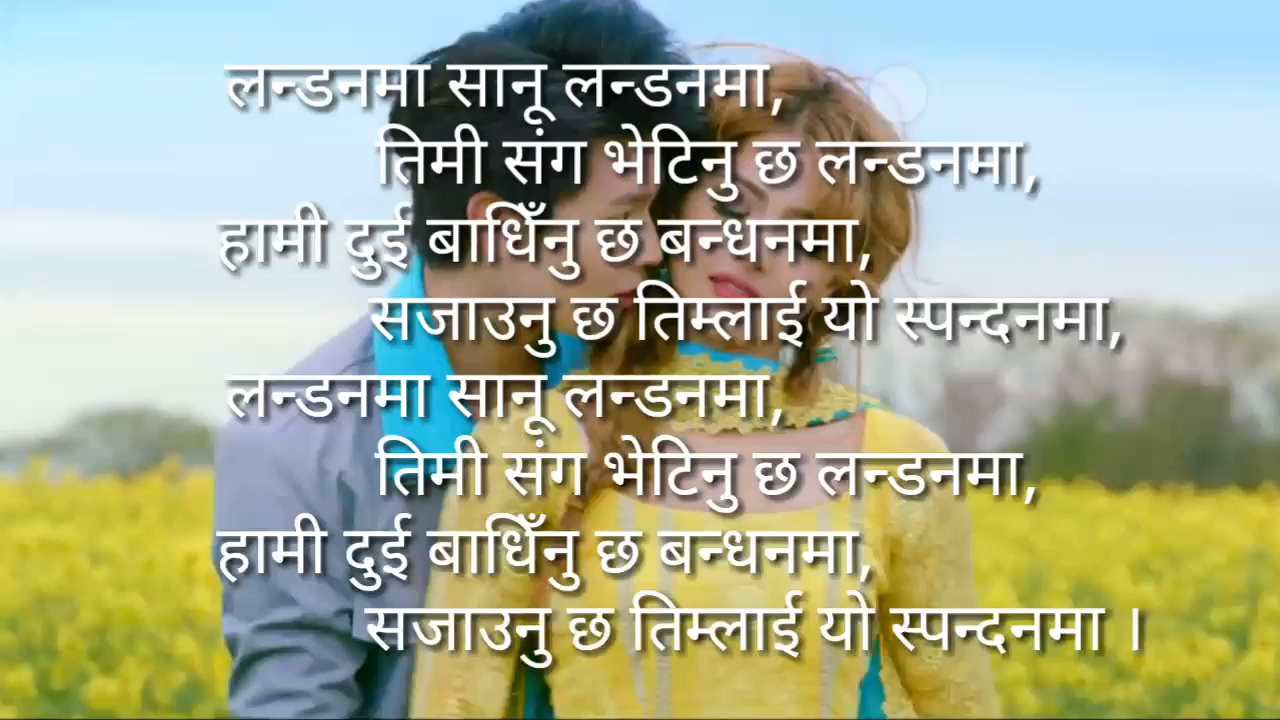 लन्डनमा सानू लन्डनमा,
तिमी संग भेटिनु छ लन्डनमा,
हामी दुई बाधिँनु छ बन्धनमा,
सजाउनु छ तिम्लाई यो स्पन्दनमा,
लन्डनमा सानू लन्डनमा,
तिमी संग भेटिनु छ लन्डनमा,
हामी दुई बाधिँनु छ बन्धनमा,
सजाउनु छ तिम्लाई यो स्पन्दनमा ।